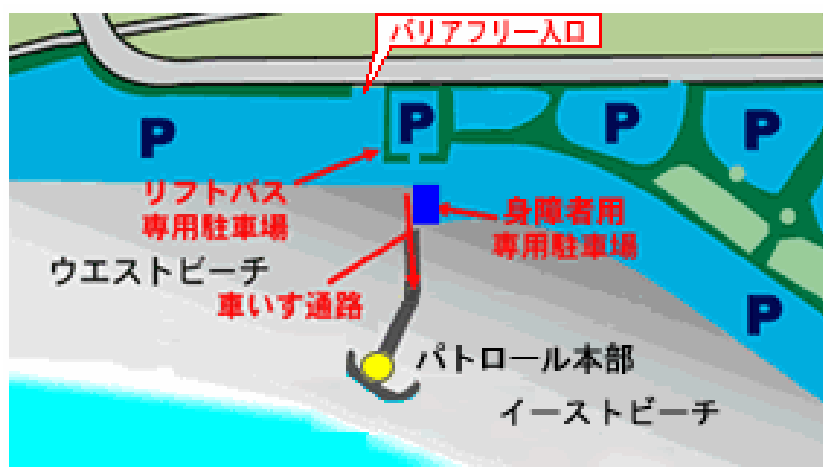 バリアフリー入口
P
P
P
P
リフトバス
専用駐車場
身障者用
専用駐車場
ウエストビーチ
車いす通路
P
パトロール本部
イーストビーチ